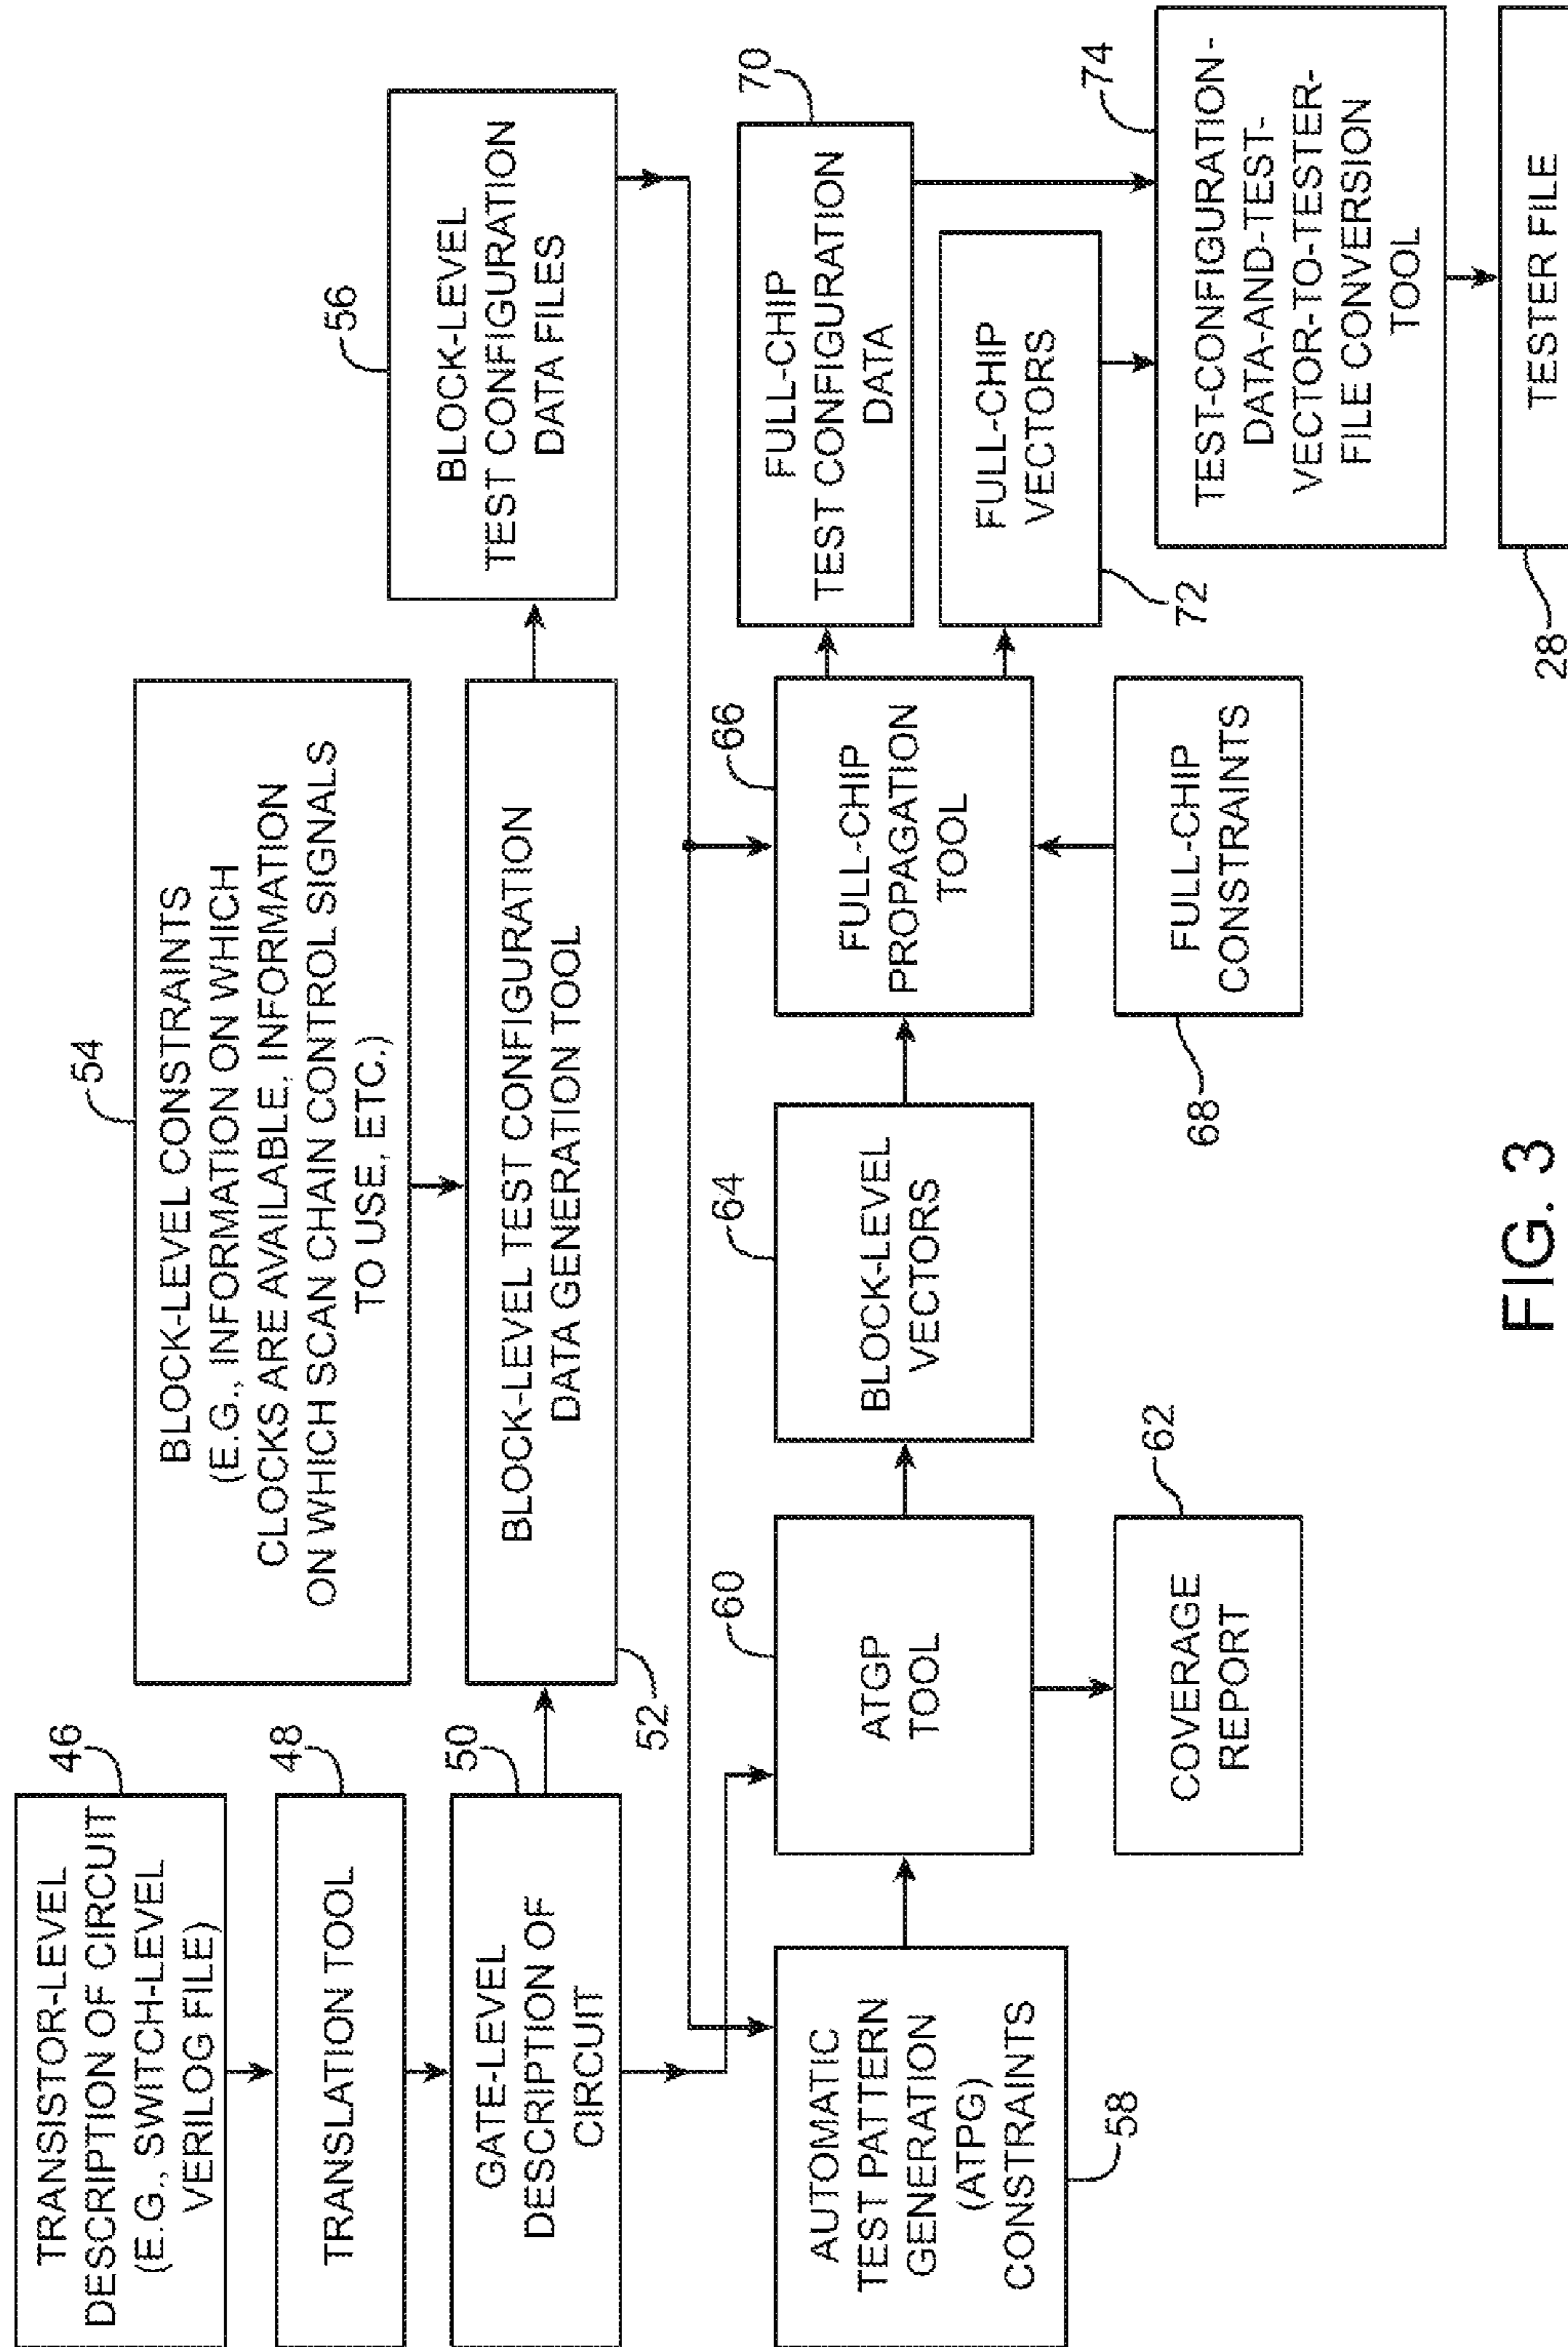 46
TRANSISTOR-LEVEL
DESCRIPTION OF CIRCUIT
(E.G., SWITCH-LEVEL
VERILOG FILE)
48
TRANSLATION TOOL
50
GATE-LEVEL
DESCRIPTION OF
CIRCUIT
54
BLOCK-LEVEL CONSTRAINTS
(E.G., INFORMATION ON WHICH
CLOCKS ARE AVAILABLE, INFORMATION
ON WHICH SCAN CHAIN CONTROL SIGNALS
TO USE, ETC.)
BLOCK-LEVEL TEST CONFIGURATION
DATA GENERATION TOOL
52
56
BLOCK-LEVEL
TEST CONFIGURATION
DATA FILES
AUTOMATIC
TEST PATTERN
GENERATION
(ATPG)
CONSTRAINTS
58
60
ATGP
TOOL
62
COVERAGE
REPORT
64
BLOCK-LEVEL
VECTORS
66
FULL-CHIP
PROPAGATION
TOOL
FULL-CHIP
CONSTRAINTS
68
70
FULL-CHIP
TEST CONFIGURATION
DATA
FULL-CHIP
VECTORS
72
74
TEST-CONFIGURATION-
DATA-AND-TEST-
VECTOR-TO-TESTER-
FILE CONVERSION
TOOL
28
TESTER FILE
FIG. 3